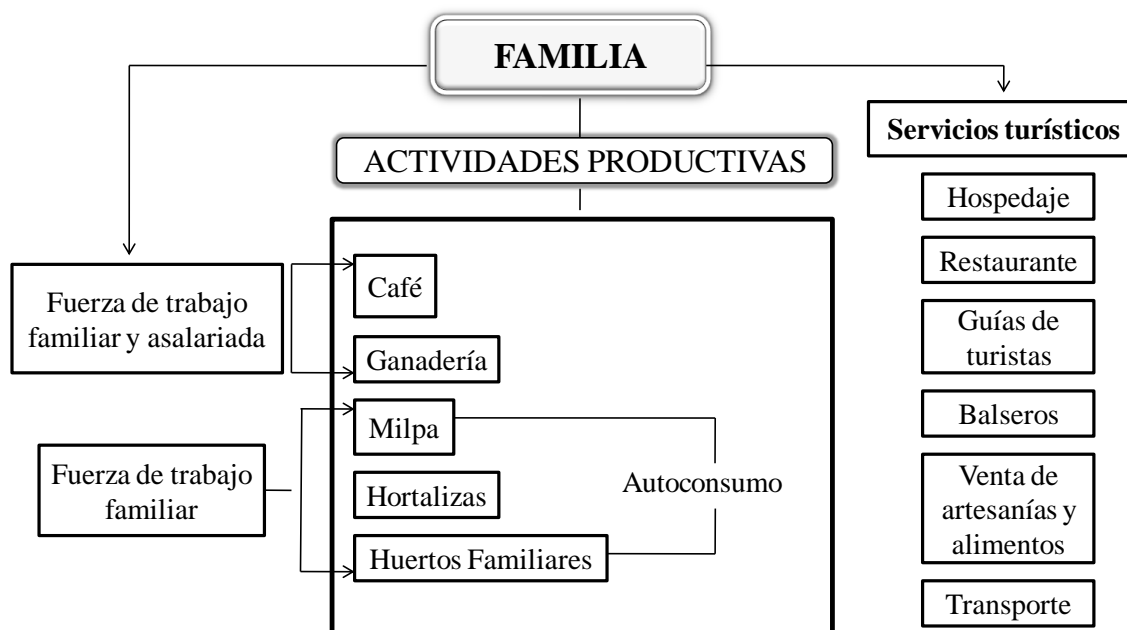 FAMILIA
ACTIVIDADES PRODUCTIVAS
Fuerza de trabajo
familiar y asalariada
Fuerza de trabajo
familiar
Café
Ganadería
Milpa
Hortalizas
Huertos Familiares
Autoconsumo
Servicios turísticos
Hospedaje
Restaurante
Guías de
turistas
Balseros
Venta de
artesanías y
alimentos
Transporte